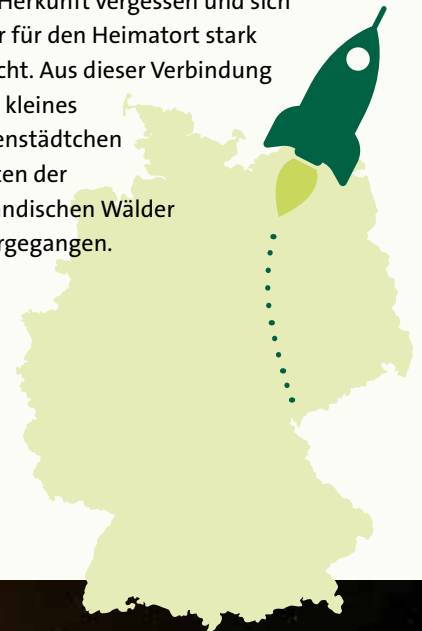 Herkunft vergessen und sich
für den Heimatort stark
cht. Aus dieser Verbindung
kleines
enstädtchen
ten der
ndischen Wälder
rgegangen.